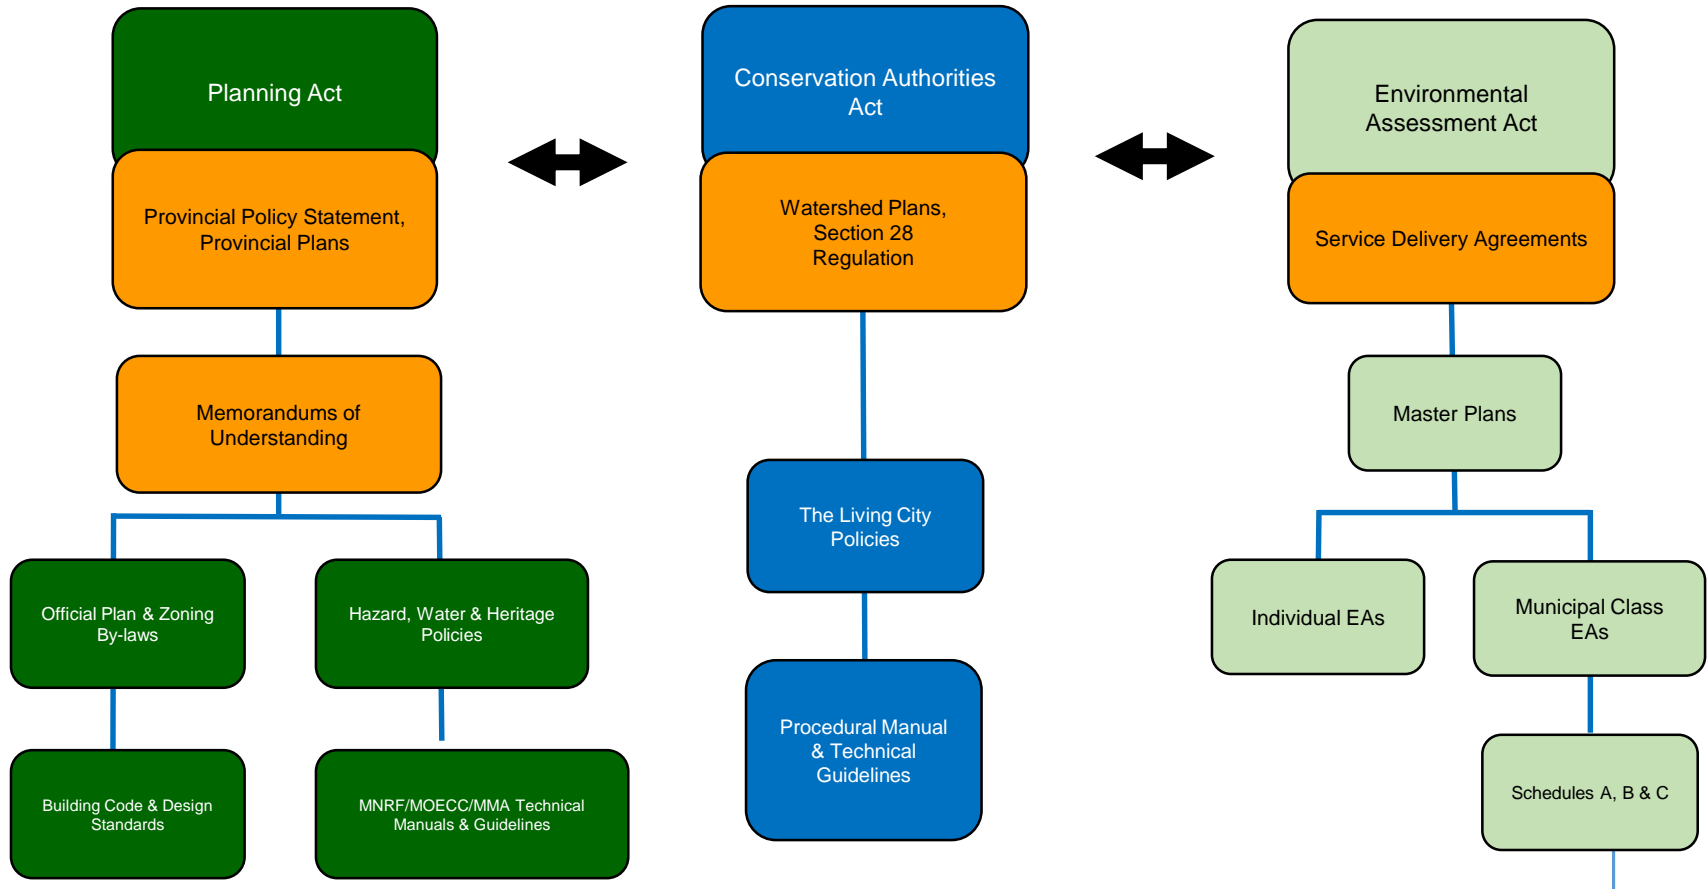 Planning Act
Provincial Policy Statement,
Provincial Plans
Memorandums of
Understanding
Official Plan & Zoning
By-laws
Hazard, Water & Heritage
Policies
Building Code & Design
Standards
MNRF/MOECC/MMA Technical
Manuals & Guidelines
Conservation Authorities
Act
Watershed Plans,
Section 28
Regulation
The Living City
Policies
Procedural Manual
& Technical
Guidelines
Environmental
Assessment Act
Service Delivery Agreements
Master Plans
Individual EAs
Municipal Class
EAs
Schedules A, B & C